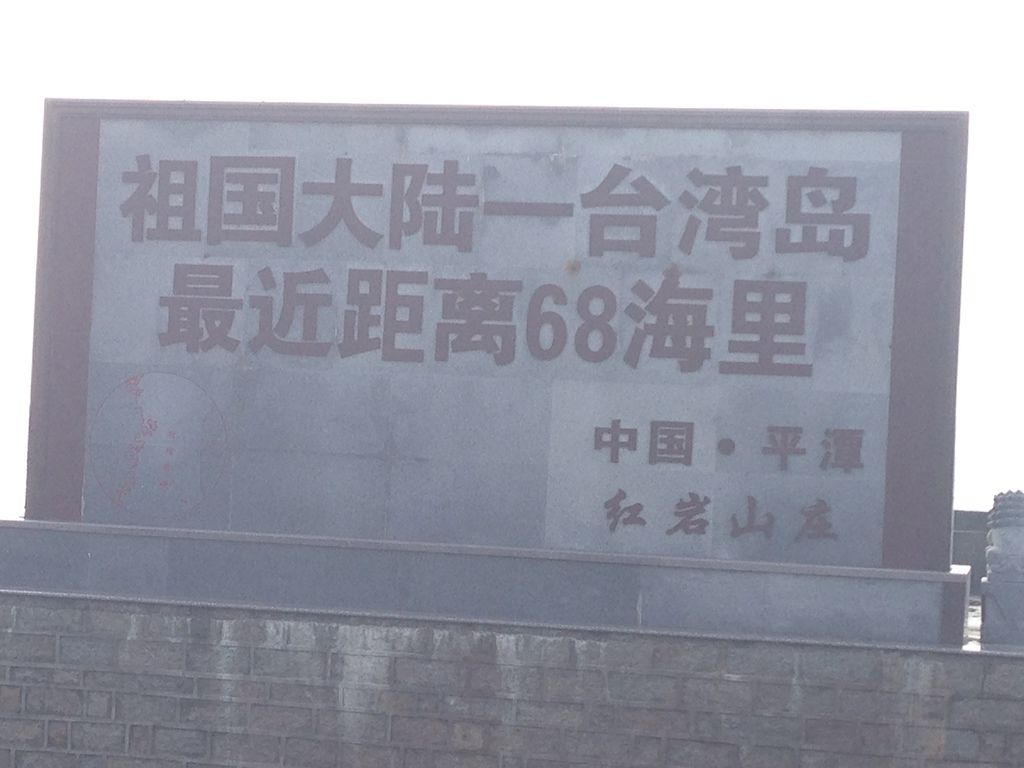 祖国大陆—台湾岛
最近距离68海里
中国·平潭
红岩山庄